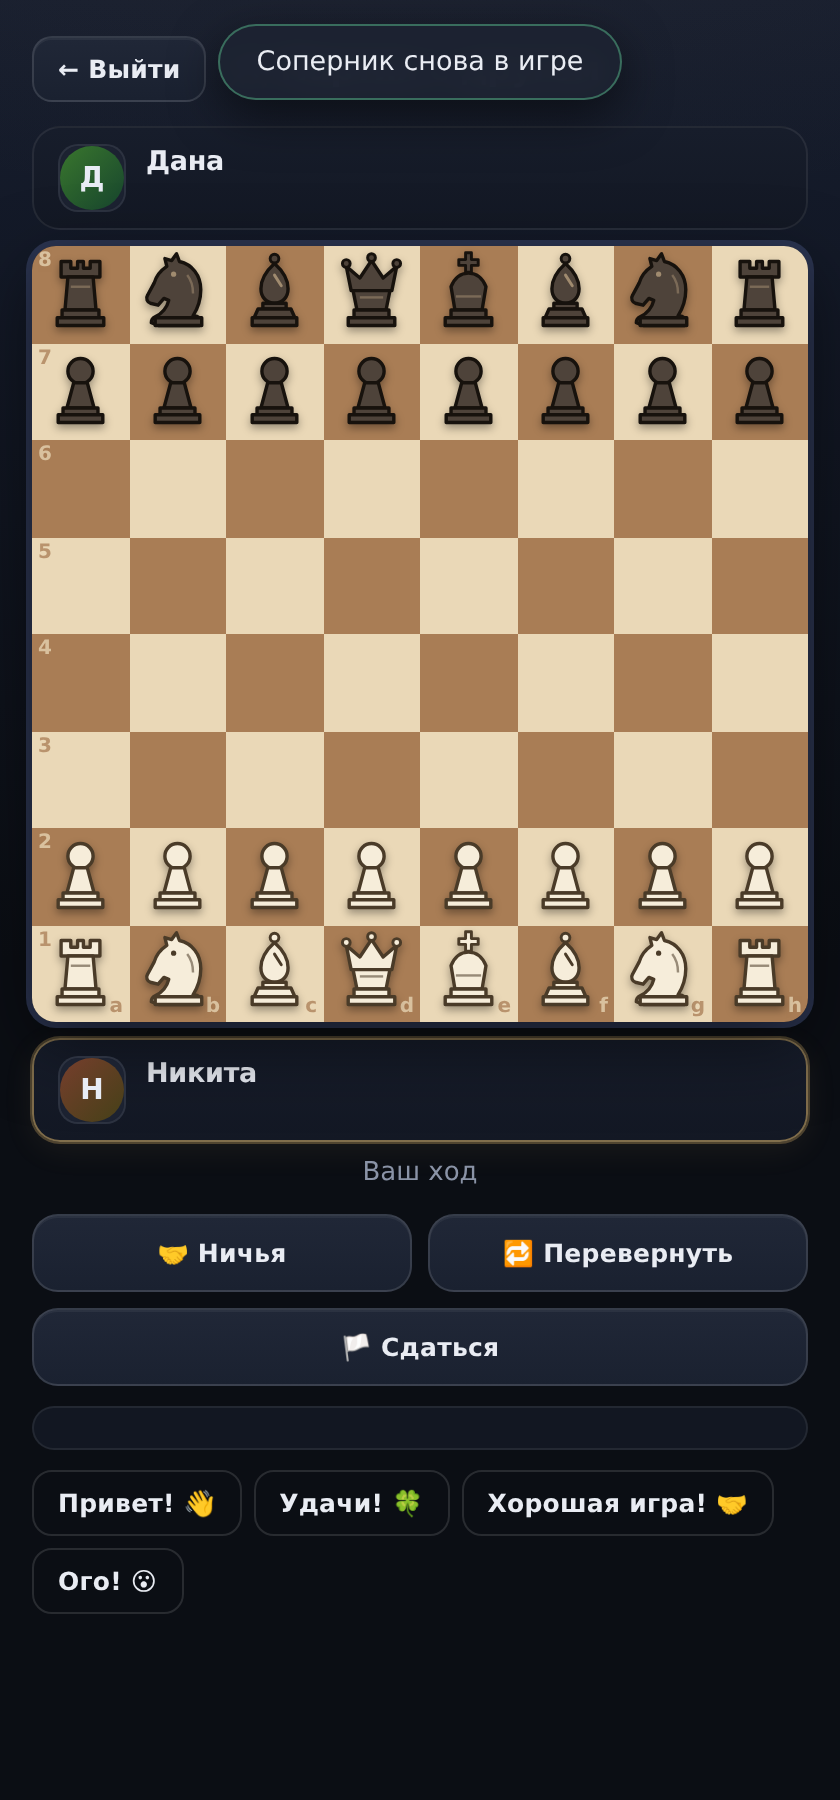 ← Выйти
Соперник снова в игре
Д
Дана
8
7
6
5
4
3
2
1
a b c d e f g h
Н
Никита
Ваш ход
🤝 Ничья
🔁 Перевернуть
🏳️ Сдаться
Привет! 👋
Удачи! 🍀
Хорошая игра! 🤝
Ого! 😮